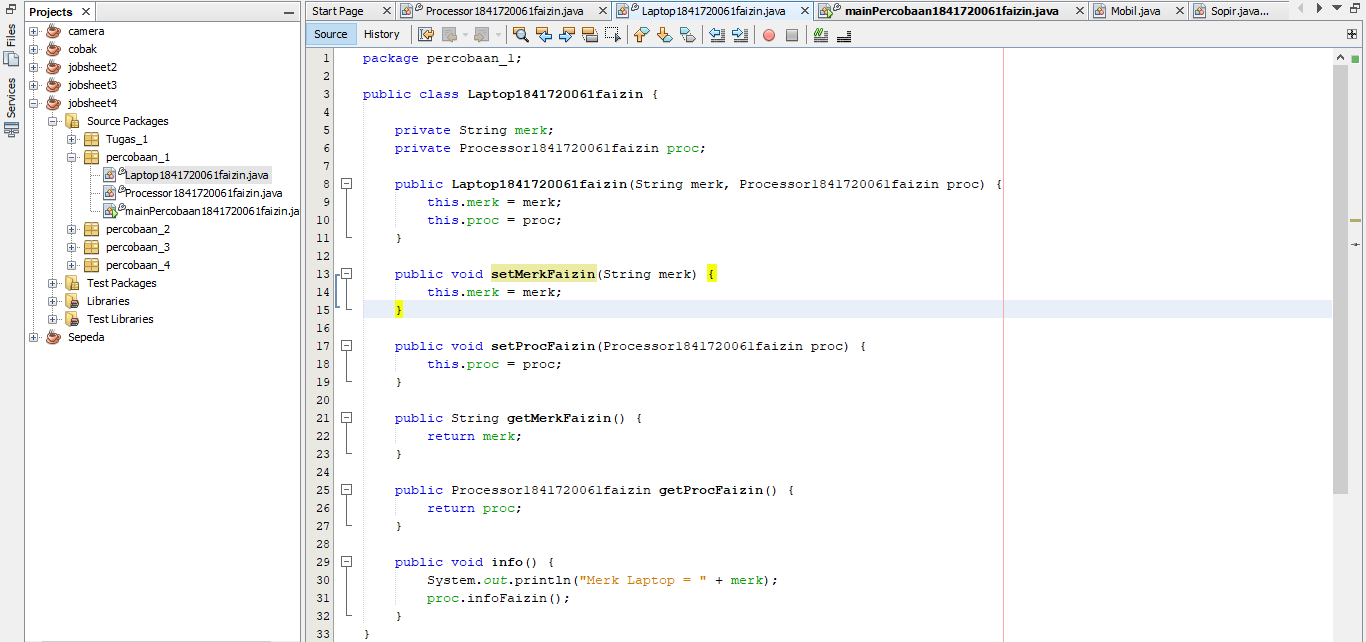 Projects
Files
Services
camera
cobak
jobsheet2
jobsheet3
jobsheet4
Source Packages
Tugas_1
percobaan_1
Laptop1841720061faizin.java
Processor1841720061faizin.java
mainPercobaan1841720061faizin.ja
percobaan_2
percobaan_3
percobaan_4
Test Packages
Libraries
Test Libraries
Sepeda
Start Page
Processor1841720061faizin.java
Laptop1841720061faizin.java
mainPercobaan1841720061faizin.java
Mobil.java
Sopir.java...
Source History
1 package percobaan_1;
2
3 public class Laptop1841720061faizin {
4
5 private String merk;
6 private Processor1841720061faizin proc;
7
8 public Laptop1841720061faizin(String merk, Processor1841720061faizin proc) {
9 this.merk = merk;
10 this.proc = proc;
11 }
12
13 public void setMerkFaizin(String merk) {
14 this.merk = merk;
15 }
16
17 public void setProcFaizin(Processor1841720061faizin proc) {
18 this.proc = proc;
19 }
20
21 public String getMerkFaizin() {
22 return merk;
23 }
24
25 public Processor1841720061faizin getProcFaizin() {
26 return proc;
27 }
28
29 public void info() {
30 System.out.println("Merk Laptop = " + merk);
31 proc.infoFaizin();
32 }
33 }